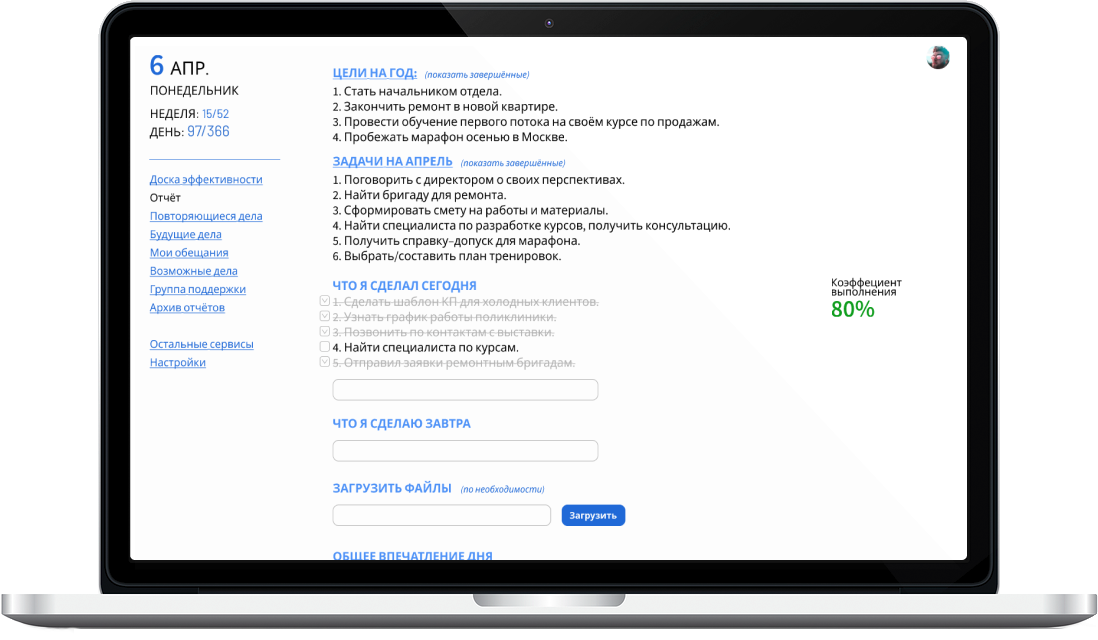 6 АПР.
ПОНЕДЕЛЬНИК
НЕДЕЛЯ: 15/52
ДЕНЬ: 97/366
Доска эффективности
Отчёт
Повторяющиеся дела
Будущие дела
Мои обещания
Возможные дела
Группа поддержки
Архив отчётов
Остальные сервисы
Настройки
ЦЕЛИ НА ГОД: (показать завершённые)
1. Стать начальником отдела.
2. Закончить ремонт в новой квартире.
3. Провести обучение первого потока на своём курсе по продажам.
4. Пробежать марафон осенью в Москве.
ЗАДАЧИ НА АПРЕЛЬ (показать завершённые)
1. Поговорить с директором о своих перспективах.
2. Найти бригаду для ремонта.
3. Сформировать смету на работы и материалы.
4. Найти специалиста по разработке курсов, получить консультацию.
5. Получить справку-допуск для марафона.
6. Выбрать/составить план тренировок.
ЧТО Я СДЕЛАЛ СЕГОДНЯ
1. Сделать шаблон КП для холодных клиентов.
2. Узнать график работы поликлиники.
3. Позвонить по контактам с выставки.
4. Найти специалиста по курсам.
5. Отправил заявки ремонтным бригадам.
Коэффециент
выполнения
80%
ЧТО Я СДЕЛАЮ ЗАВТРА
ЗАГРУЗИТЬ ФАЙЛЫ (по необходимости)
Загрузить
ОБЩЕЕ ВПЕЧАТЛЕНИЕ ДНЯ